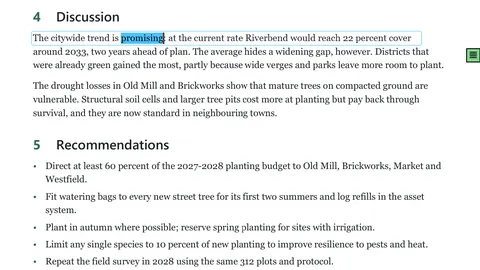 4 Discussion
The citywide trend is promising; at the current rate Riverbend would reach 22 percent cover
around 2033, two years ahead of plan. The average hides a widening gap, however. Districts that
were already green gained the most, partly because wide verges and parks leave more room to plant.
The drought losses in Old Mill and Brickworks show that mature trees on compacted ground are
vulnerable. Structural soil cells and larger tree pits cost more at planting but pay back through
survival, and they are now standard in neighbouring towns.
5 Recommendations
• Direct at least 60 percent of the 2027-2028 planting budget to Old Mill, Brickworks, Market and
Westfield.
• Fit watering bags to every new street tree for its first two summers and log refills in the asset
system.
• Plant in autumn where possible; reserve spring planting for sites with irrigation.
• Limit any single species to 10 percent of new planting to improve resilience to pests and heat.
• Repeat the field survey in 2028 using the same 312 plots and protocol.